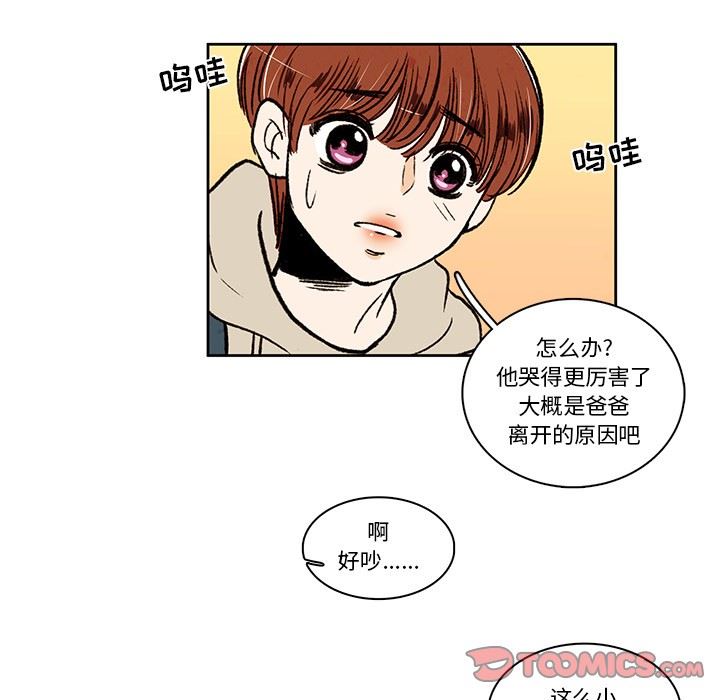 呜哇
呜哇
怎么办?
他哭得更厉害了
大概是爸爸
离开的原因吧
啊
好吵......
TOOMICS.COM
这么小